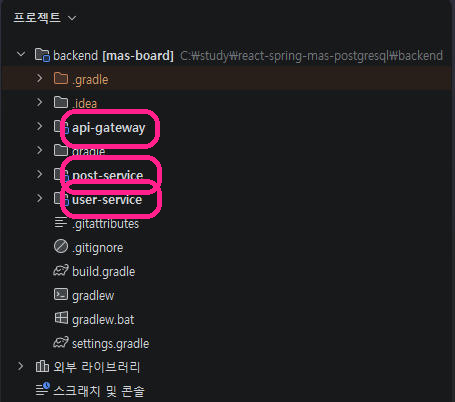 프로젝트
backend [mas-board] C:₩study₩react-spring-mas-postgresql₩backend
.gradle
.idea
api-gateway
gradle
post-service
user-service
.gitattributes
.gitignore
build.gradle
gradlew
gradlew.bat
settings.gradle
외부 라이브러리
스크래치 및 콘솔